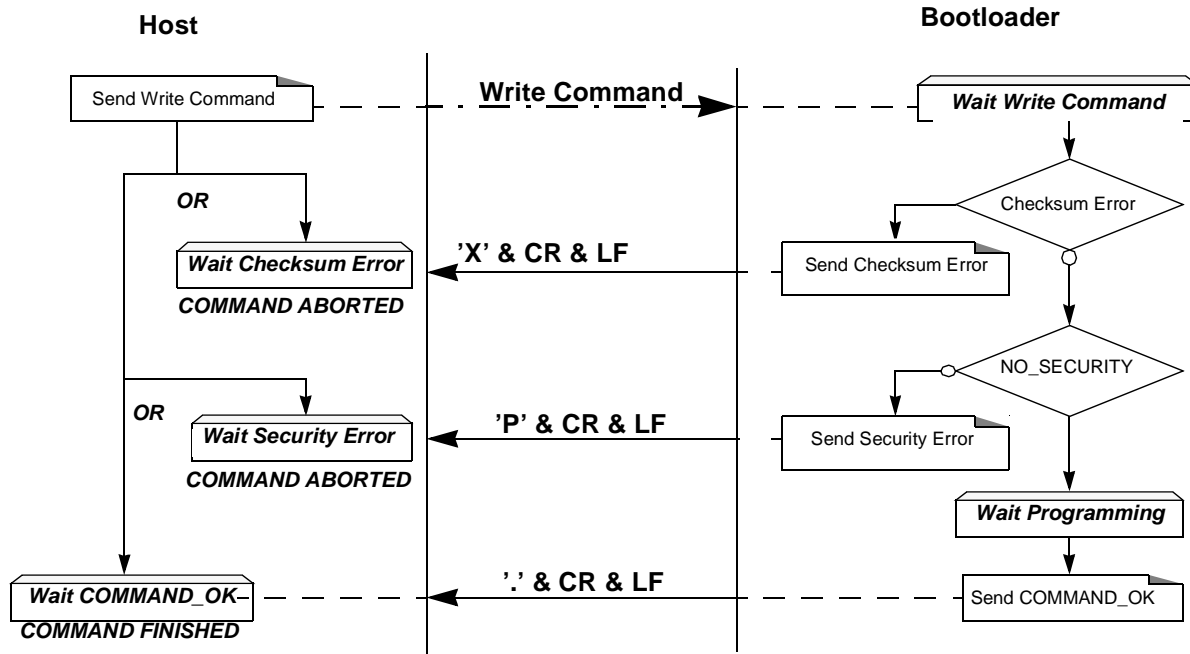 Host
Bootloader
Send Write Command
Write Command
Wait Write Command
OR
Checksum Error
Wait Checksum Error
’X’ & CR & LF
Send Checksum Error
COMMAND ABORTED
NO_SECURITY
OR
Wait Security Error
’P’ & CR & LF
Send Security Error
COMMAND ABORTED
Wait Programming
Wait COMMAND_OK
’.’ & CR & LF
Send COMMAND_OK
COMMAND FINISHED